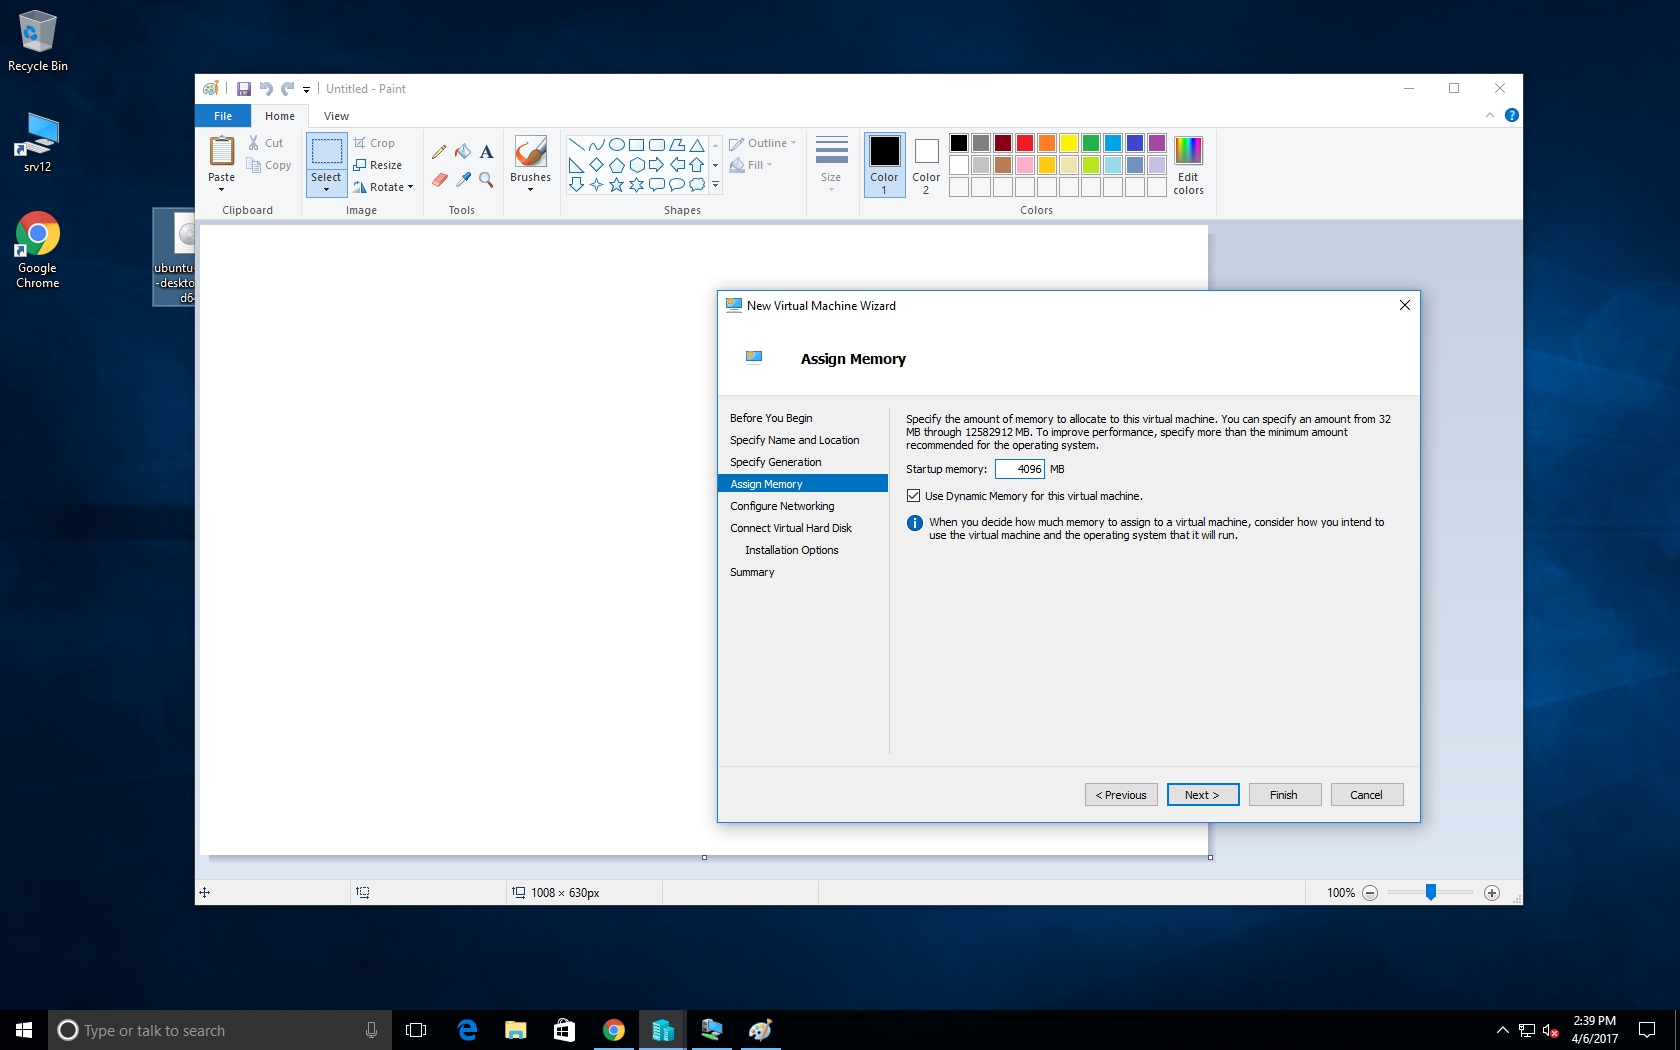 Recycle Bin
srv12
Google
Chrome
ubuntu-
-deskto
d6
Untitled - Paint
File
Home
View
Paste
Cut
Copy
Clipboard
Select
Crop
Resize
Rotate
Image
A
Tools
Brushes
Outline
Fill
Shapes
Size
Color
1
Color
2
Edit
colors
Colors
New Virtual Machine Wizard
Assign Memory
Before You Begin
Specify Name and Location
Specify Generation
Assign Memory
Configure Networking
Connect Virtual Hard Disk
Installation Options
Summary
Specify the amount of memory to allocate to this virtual machine. You can specify an amount from 32
MB through 12582912 MB. To improve performance, specify more than the minimum amount
recommended for the operating system.
Startup memory: 4096 MB
Use Dynamic Memory for this virtual machine.
When you decide how much memory to assign to a virtual machine, consider how you intend to
use the virtual machine and the operating system that it will run.
< Previous
Next >
Finish
Cancel
1008 × 630px
100%
Type or talk to search
2:39 PM
4/6/2017